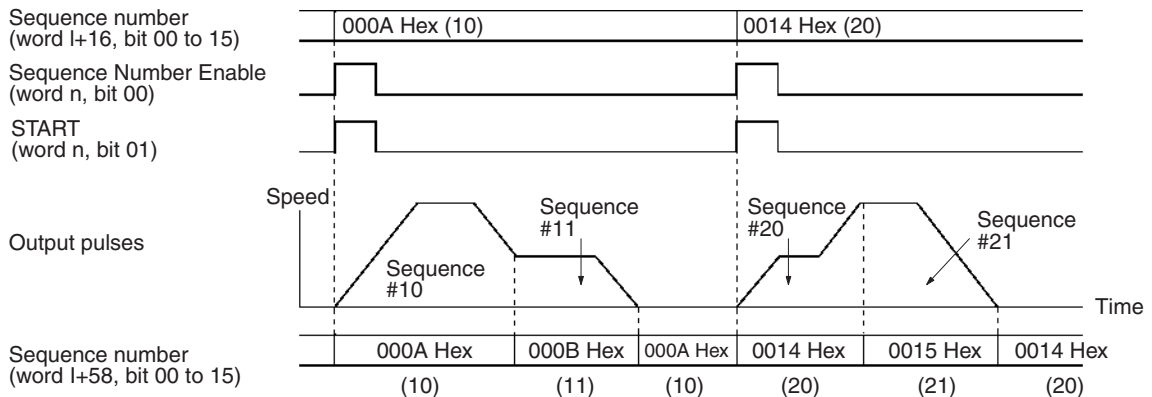 Sequence number
(word l+16, bit 00 to 15)
000A Hex (10)
0014 Hex (20)
Sequence Number Enable
(word n, bit 00)
START
(word n, bit 01)
Speed
Output pulses
Sequence
#10
Sequence
#11
Sequence
#20
Sequence
#21
Time
Sequence number
(word l+58, bit 00 to 15)
000A Hex
000B Hex
000A Hex
0014 Hex
0015 Hex
0014 Hex
(10)
(11)
(10)
(20)
(21)
(20)